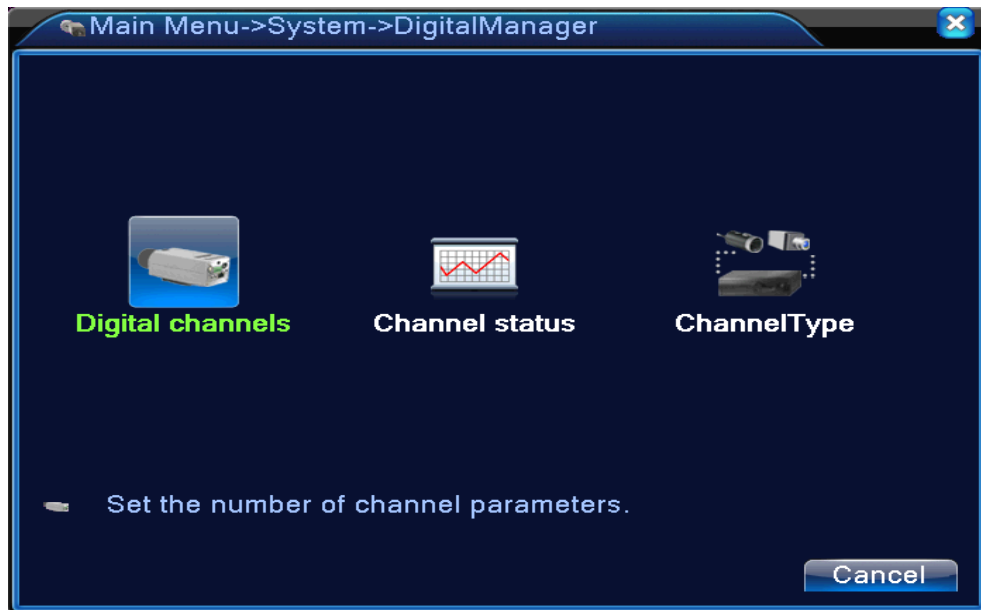 Main Menu->System->DigitalManager
Digital channels
Channel status
ChannelType
Set the number of channel parameters.
Cancel